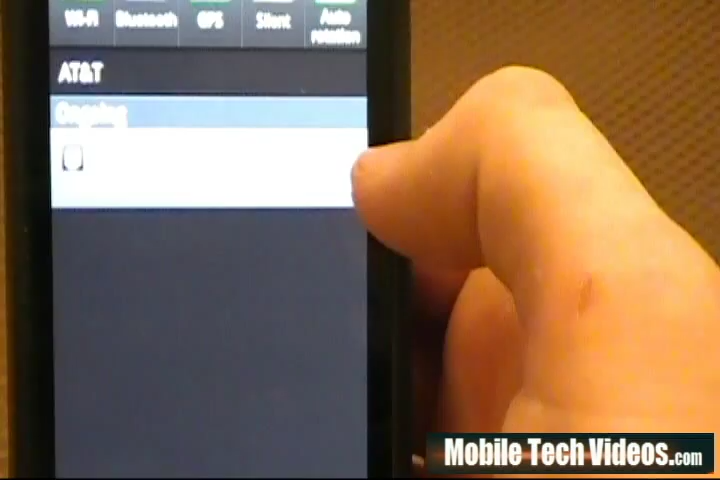 Wi-Fi Bluetooth GPS Silent Auto rotation
AT&T
Ongoing
Mobile Tech Videos.com